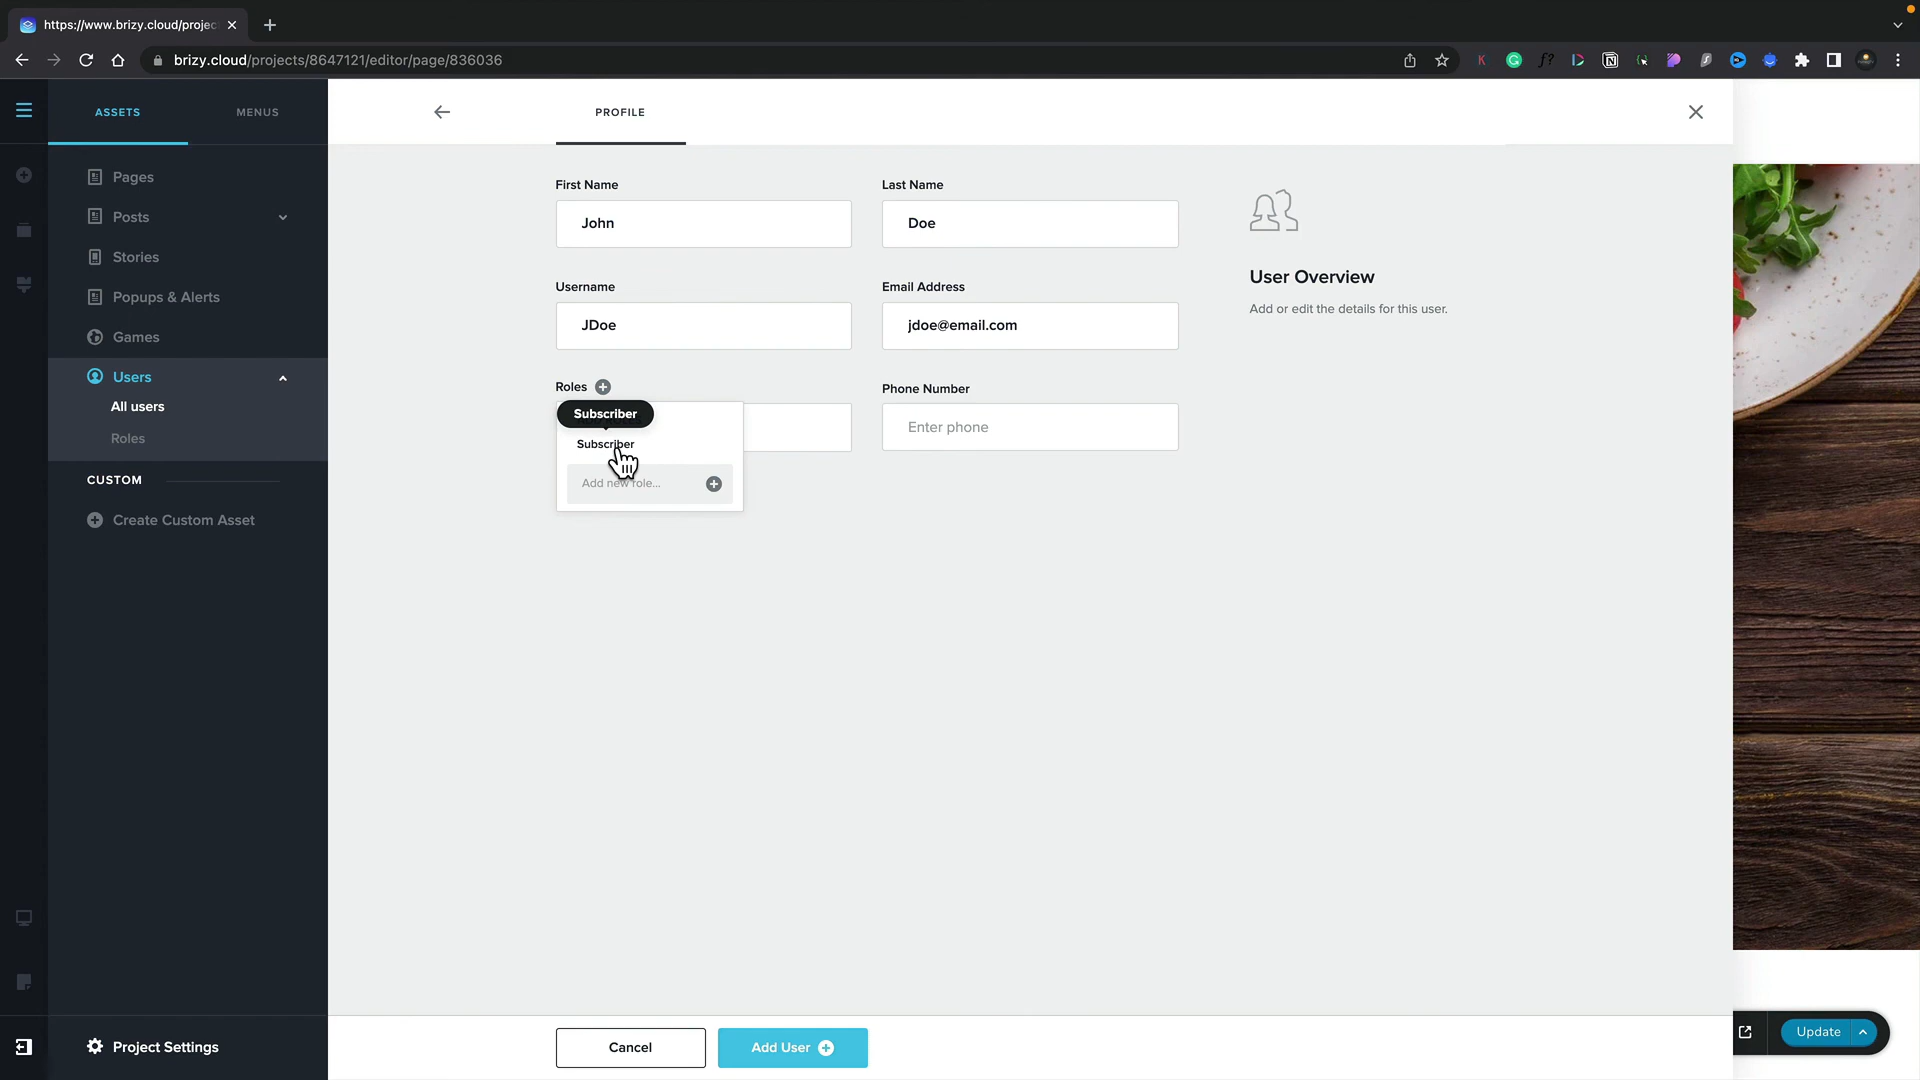 https://www.brizy.cloud/projec
brizy.cloud/projects/8647121/editor/page/836036
ASSETS
MENUS
PROFILE
Pages
Posts
Stories
Popups & Alerts
Games
Users
All users
Roles
CUSTOM
Create Custom Asset
Project Settings
First Name
John
Last Name
Doe
Username
JDoe
Email Address
jdoe@email.com
Roles
Subscriber
Subscriber
Add new role...
Phone Number
Enter phone
User Overview
Add or edit the details for this user.
Cancel
Add User
Update